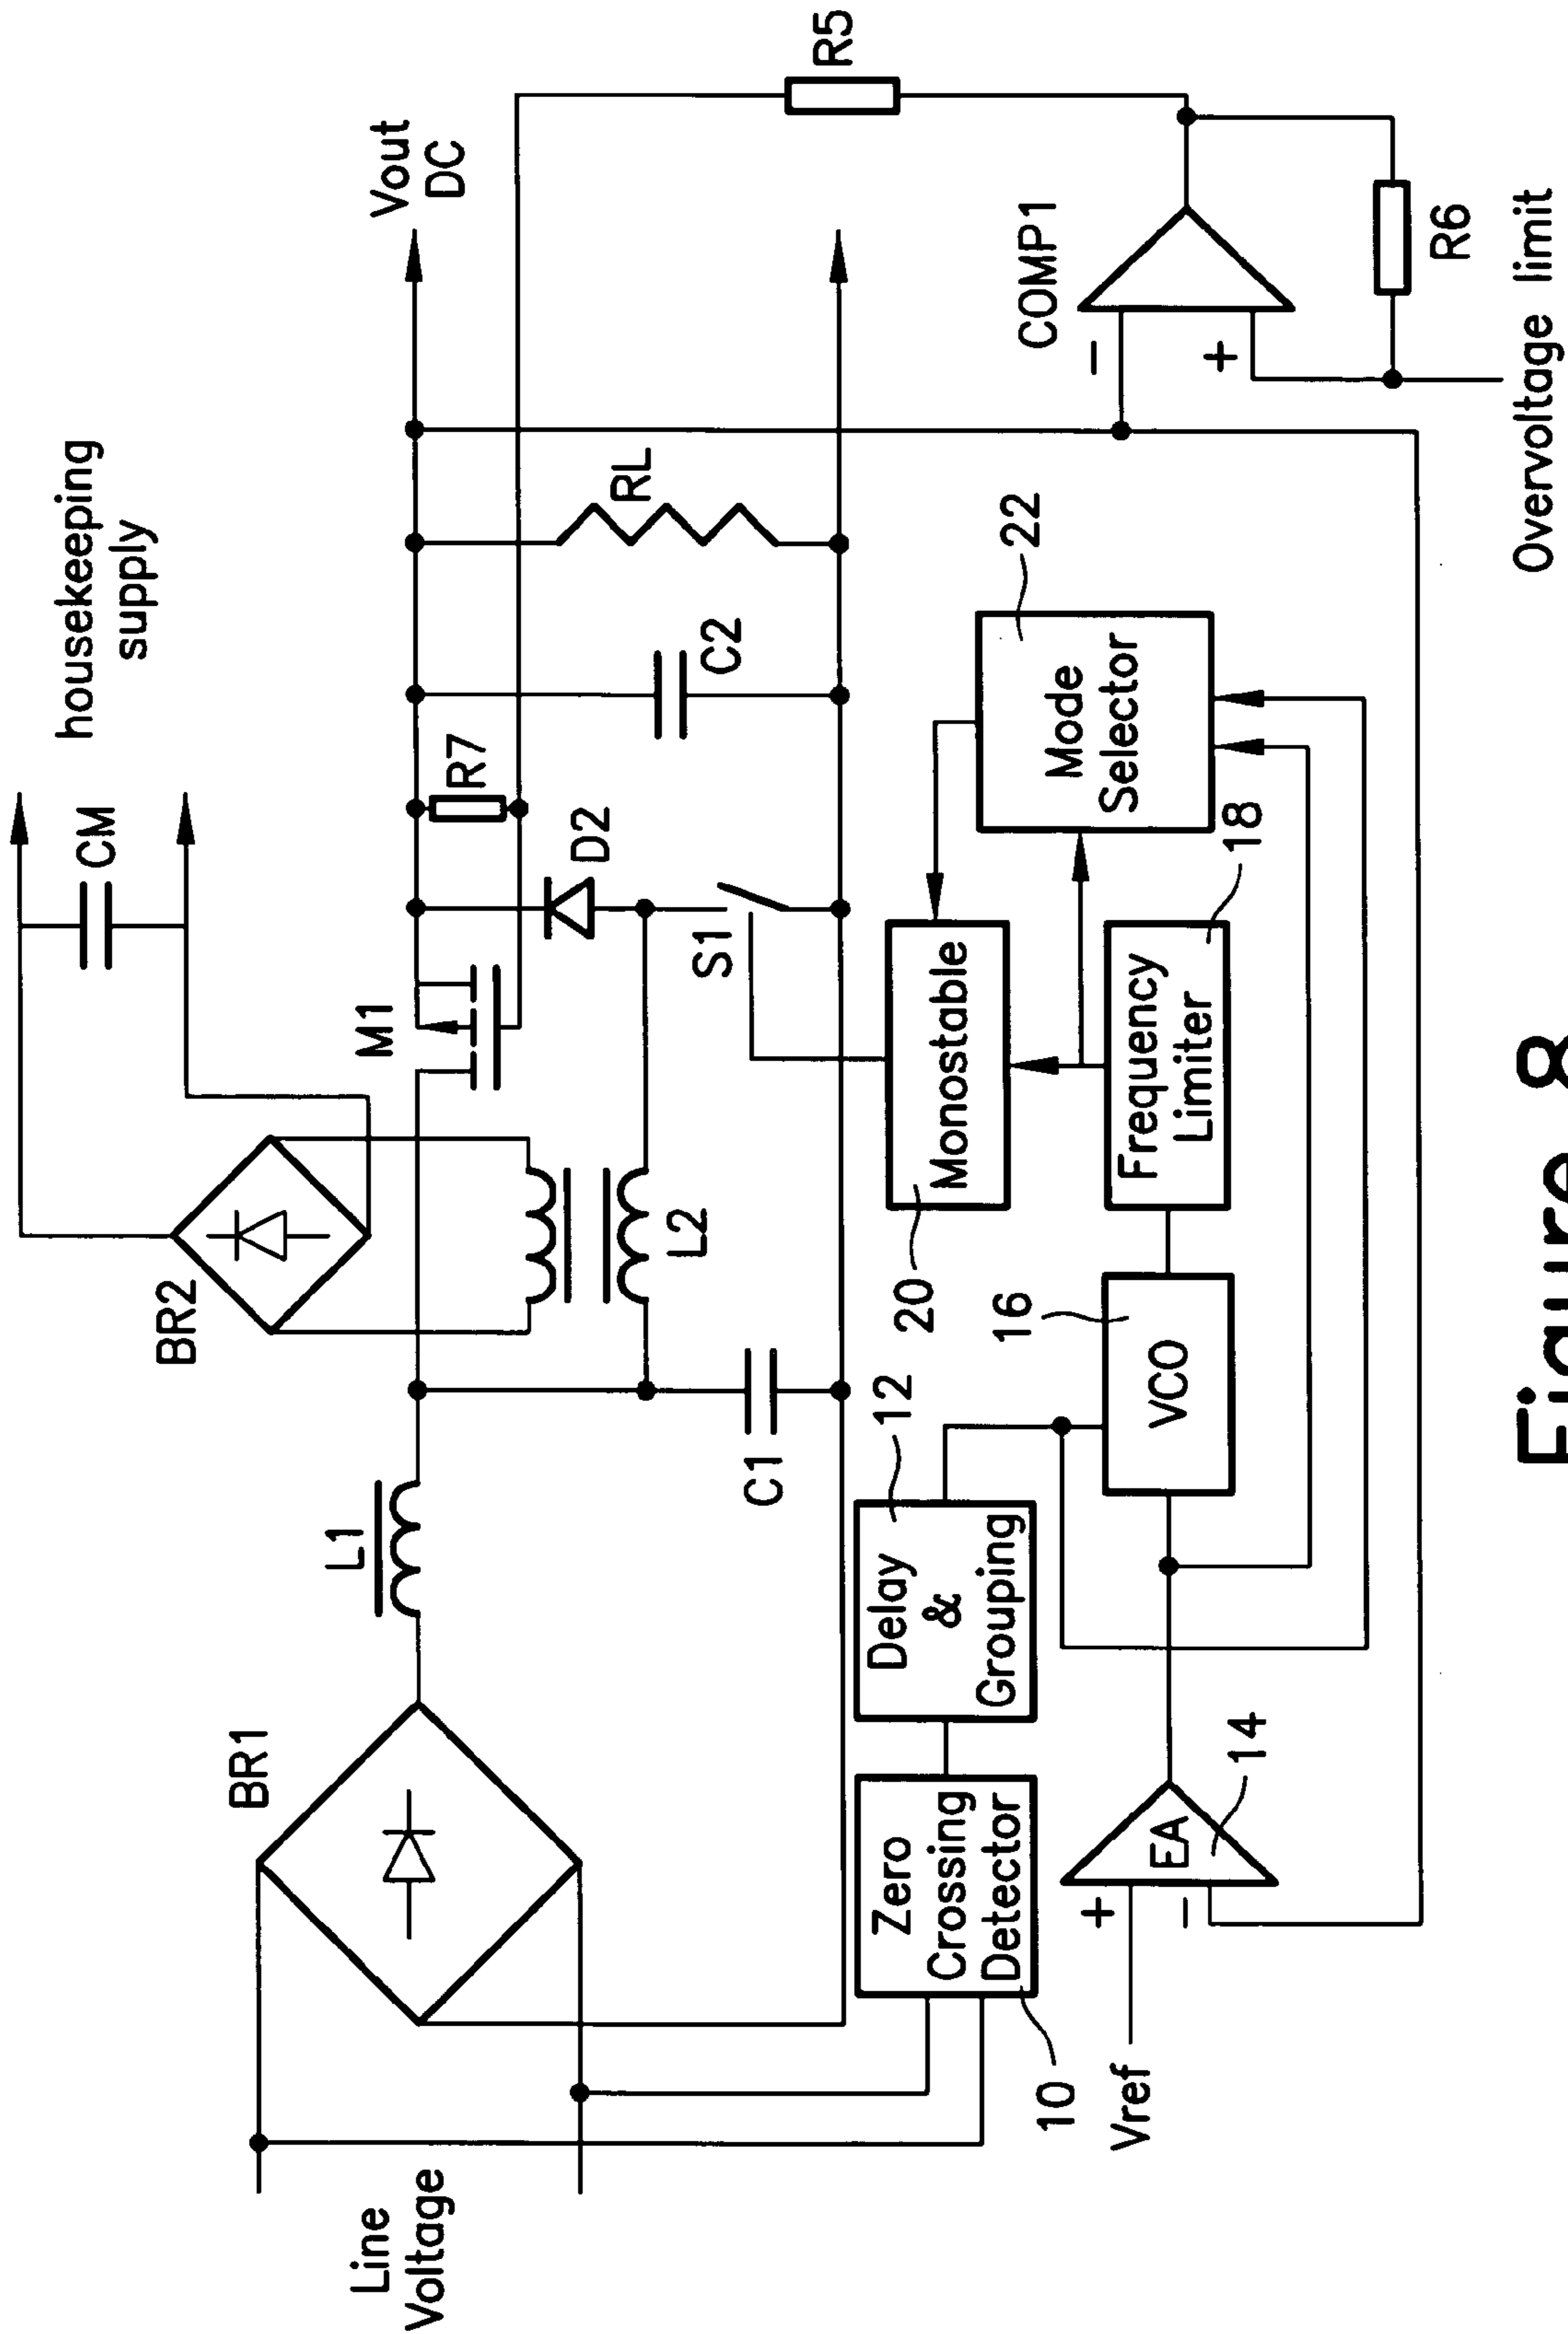 housekeeping
supply
CM
BR2
Vout
DC
M1
R7
L1
BR1
D2
RL
R5
C2
L2
S1
C1
Line
Voltage
COMP1
-
+
R6
Overvoltage limit
12
20
22
Zero
Crossing
Detector
Delay
&
Grouping
Monostable
Mode
Selector
10
16
18
Vref
+
-
EA
14
VCO
Frequency
Limiter
Figure 8